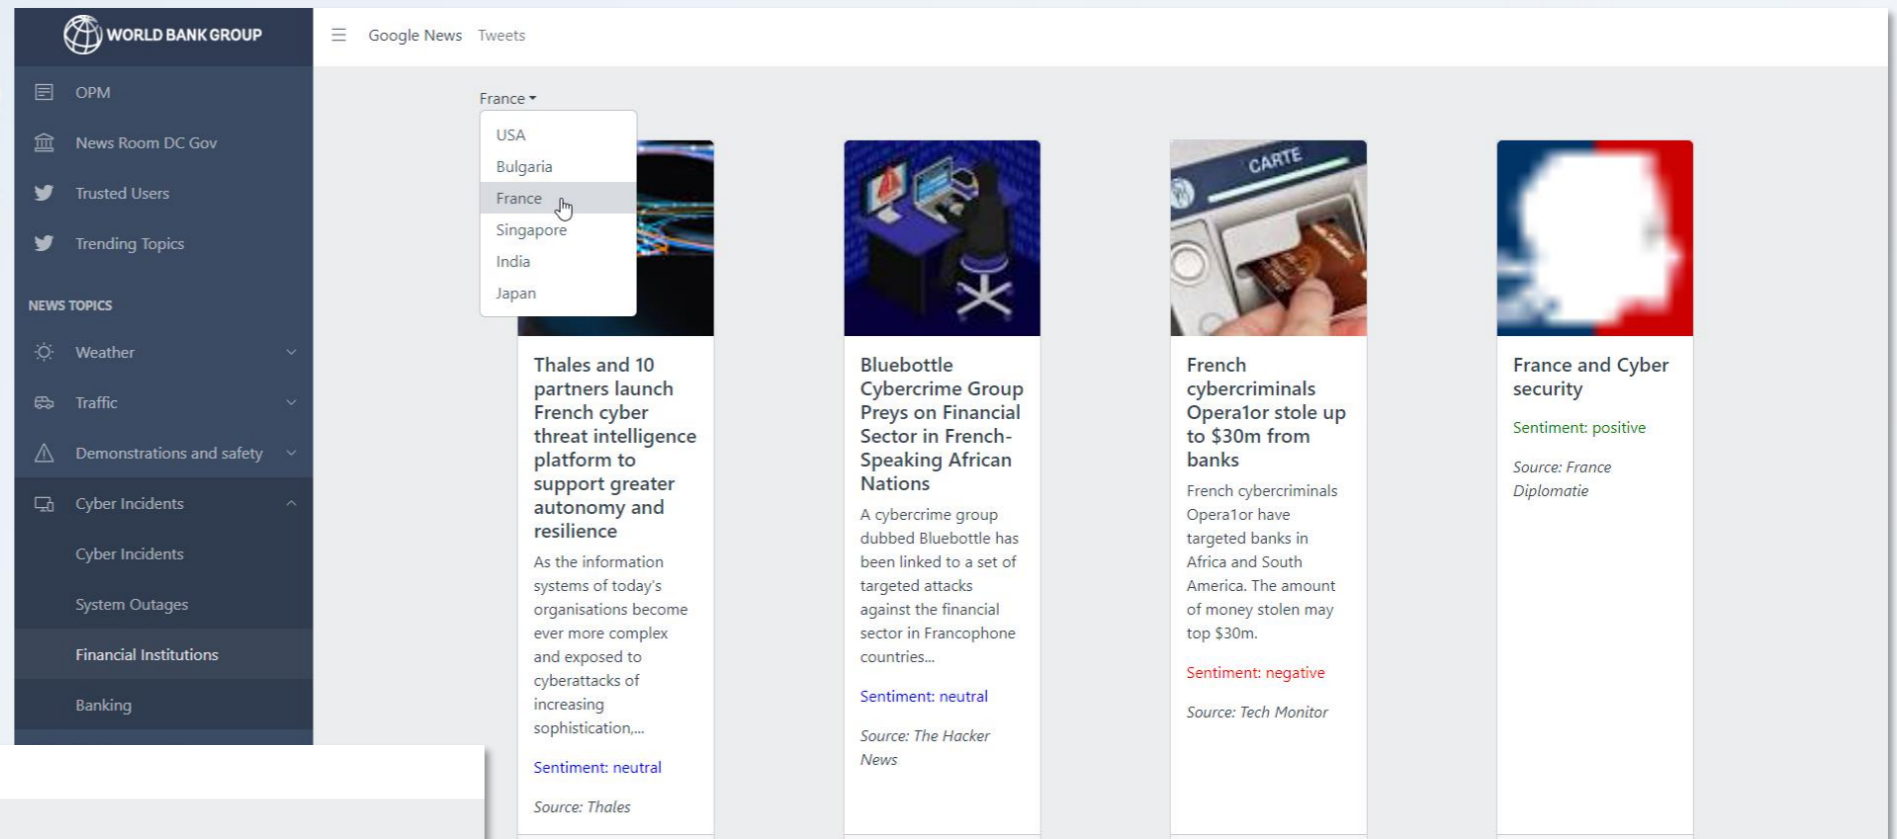 WORLD BANK GROUP
Google News Tweets
OPM
News Room DC Gov
Trusted Users
Trending Topics
NEWS TOPICS
Weather
Traffic
Demonstrations and safety
Cyber Incidents
Cyber Incidents
System Outages
Financial Institutions
Banking
France
USA
Bulgaria
France
Singapore
India
Japan
Thales and 10
partners launch
French cyber
threat intelligence
platform to
support greater
autonomy and
resilience
As the information
systems of today's
organisations become
ever more complex
and exposed to
cyberattacks of
increasing
sophistication,...
Sentiment: neutral
Source: Thales
Bluebottle
Cybercrime Group
Preys on Financial
Sector in French-
Speaking African
Nations
A cybercrime group
dubbed Bluebottle has
been linked to a set of
targeted attacks
against the financial
sector in Francophone
countries...
Sentiment: neutral
Source: The Hacker
News
CARTE
French
cybercriminals
Opera1or stole up
to $30m from
banks
French cybercriminals
Opera1or have
targeted banks in
Africa and South
America. The amount
of money stolen may
top $30m.
Sentiment: negative
Source: Tech Monitor
France and Cyber
security
Sentiment: positive
Source: France
Diplomatie